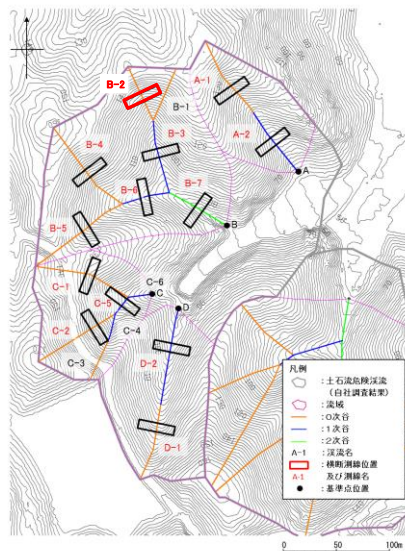 B-2
A-1
B-1
B-3
A-2
B-4
A
B-6
B-7
B
B-5
C-1
C-6
C-5
C
D
C-2
C-4
C-3
D-2
D-1
凡例
：土石流危険渓流
（自社調査結果）
：流域
：0次谷
：1次谷
：2次谷
A-1 ：渓流名
：横断測線位置
A-1 及び測線名
：基準点位置
0 50 100m